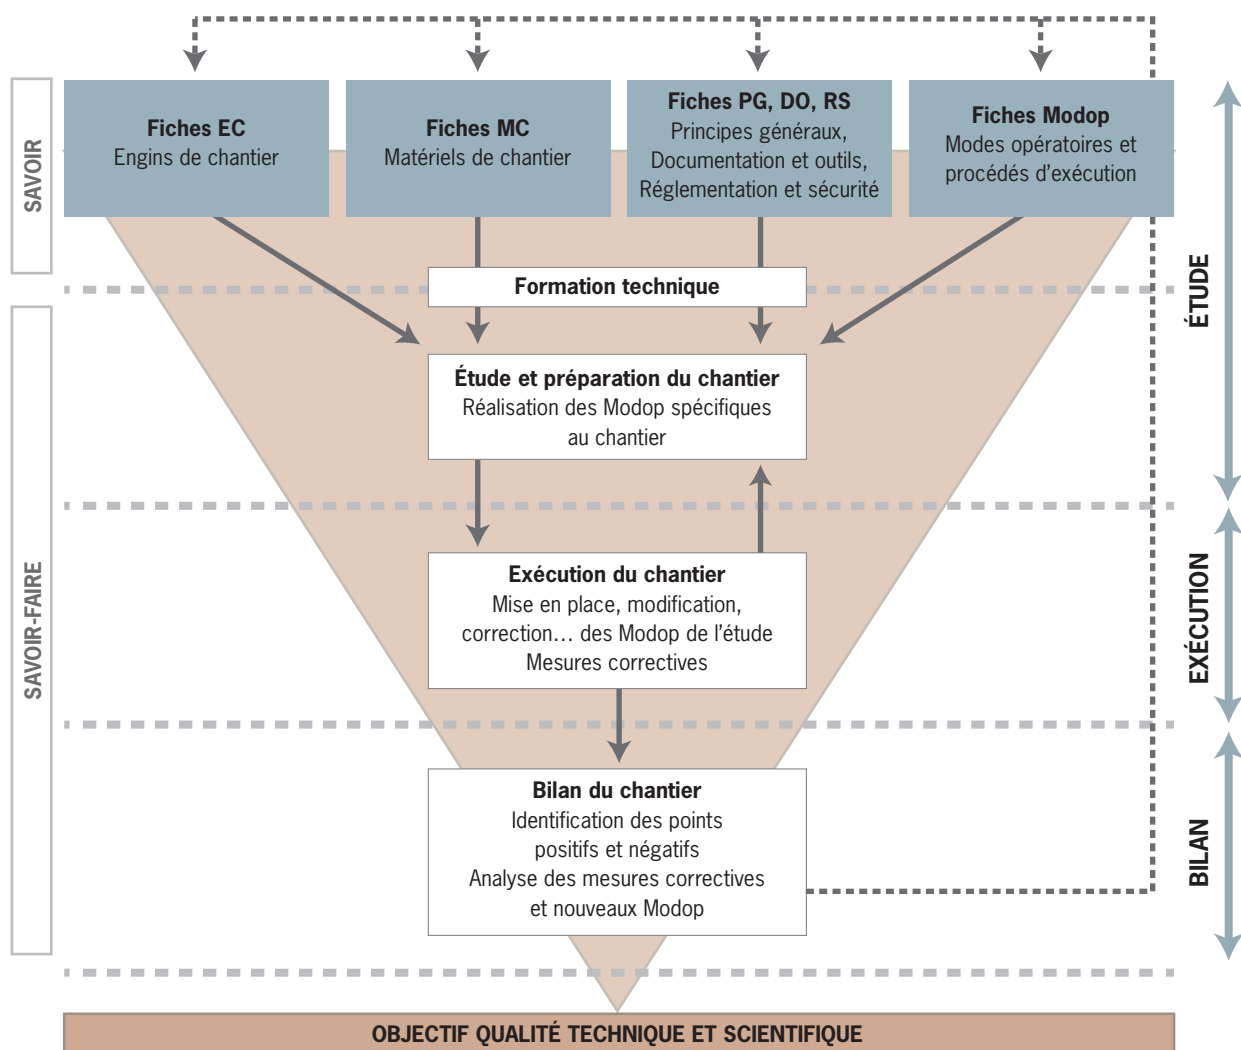 SAVOIR
Fiches EC
Engins de chantier
Fiches MC
Matériels de chantier
Fiches PG, DO, RS
Principes généraux,
Documentation et outils,
Réglementation et sécurité
Fiches Modop
Modes opératoires et
procédés d’exécution
ÉTUDE
Formation technique
SAVOIR-FAIRE
Étude et préparation du chantier
Réalisation des Modop spécifiques
au chantier
EXÉCUTION
Exécution du chantier
Mise en place, modification,
correction… des Modop de l’étude
Mesures correctives
BILAN
Bilan du chantier
Identification des points
positifs et négatifs
Analyse des mesures correctives
et nouveaux Modop
OBJECTIF QUALITÉ TECHNIQUE ET SCIENTIFIQUE